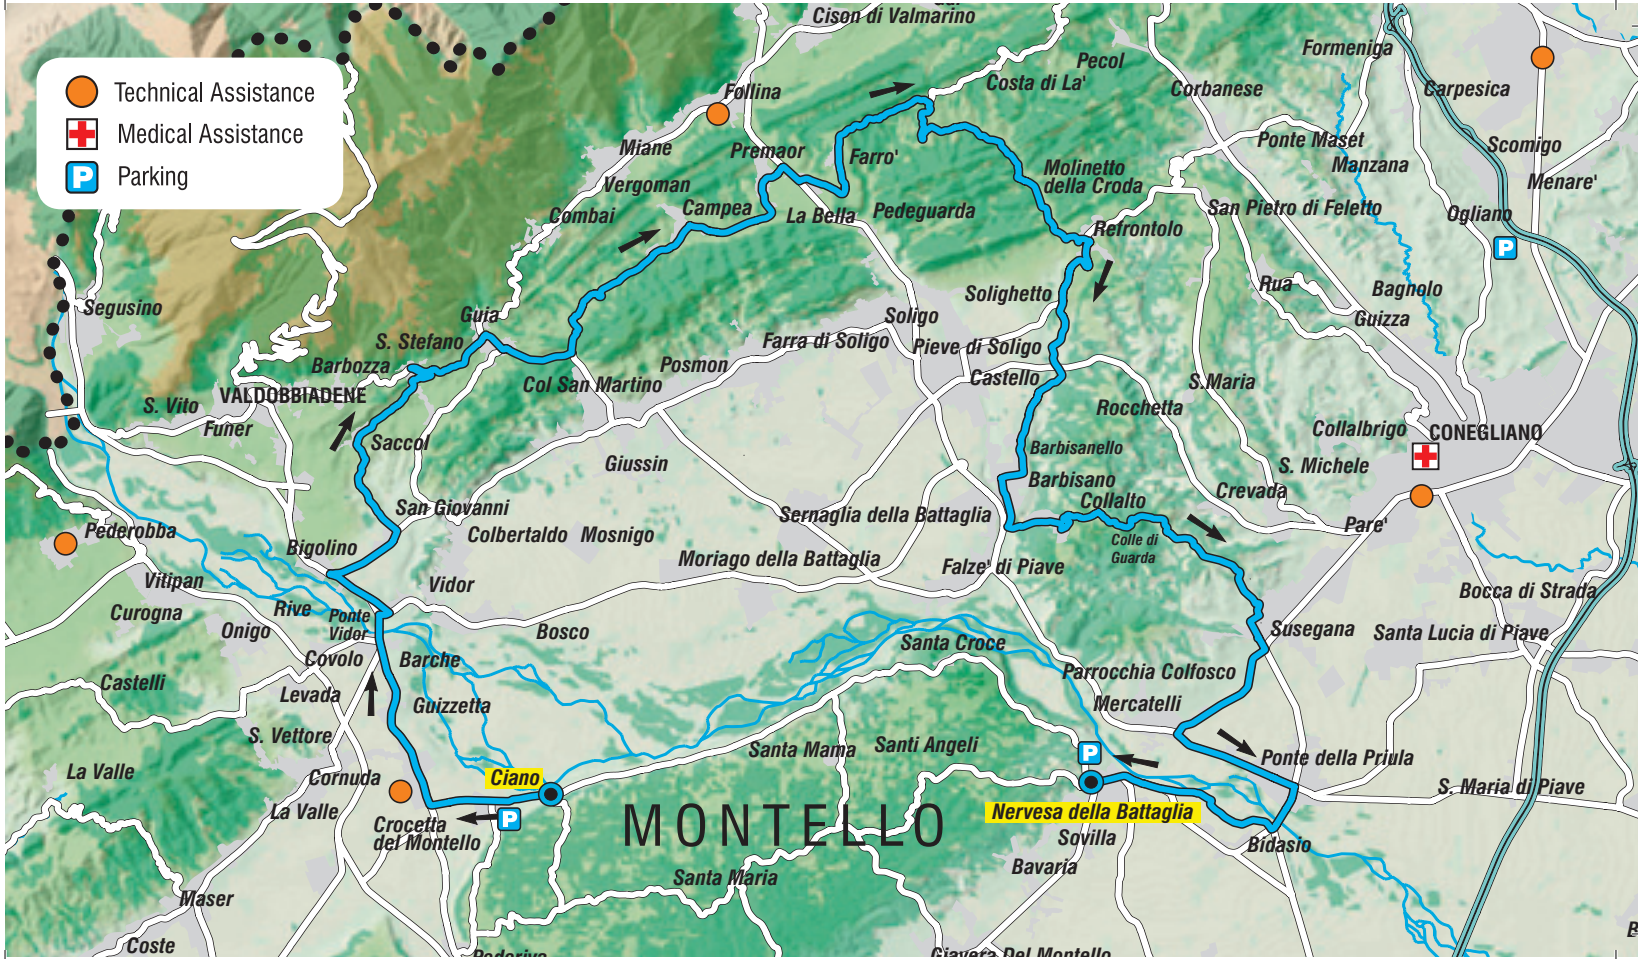 Cison di Valmarino
Formeniga
Pecol
Costa di La'
Corbanese
Carpesica
Technical Assistance
Medical Assistance
P Parking
Follina
Miane
Premaor
Farro'
Ponte Maset
Manzana
Scomigo
Menare'
Vergoman
Campea
Combai
La Bella
Pedeguarda
Molinetto
della Croda
San Pietro di Feletto
Ogliano
P
Refrontolo
Segusino
Guia
Solighetto
Soligo
Rua
Bagnolo
Guizza
S. Stefano
Barbozza
Farra di Soligo
Pieve di Soligo
Posmon
Col San Martino
Castello
S.Maria
VALDOBBIADENE
S. Vito
Funer
Saccol
Rocchetta
Collalbrigo
CONEGLIANO
Giussin
Barbisanello
Barbisano
Collalto
S. Michele
Crevada
San Giovanni
Sernaglia della Battaglia
Pare'
Pederobba
Colbertaldo
Mosnigo
Bigolino
Moriago della Battaglia
Colle di
Guarda
Falze' di Piave
Vitipan
Curogna
Rive
Onigo
Ponte
Vidor
Vidor
Bosco
Bocca di Strada
Susegana
Santa Lucia di Piave
Santa Croce
Covolo
Barche
Castelli
Levada
Guizzetta
Parrocchia Colfosco
Mercatelli
S. Vettore
Santa Mama
Santi Angeli
P
Ponte della Priula
La Valle
Cornuda
Ciano
S. Maria di Piave
La Valle
Crocetta
del Montello
P
MONTELLO
Nervesa della Battaglia
Sovilla
Bidasio
Bavaria
Santa Maria
Maser
Coste
Giavera Del Montello